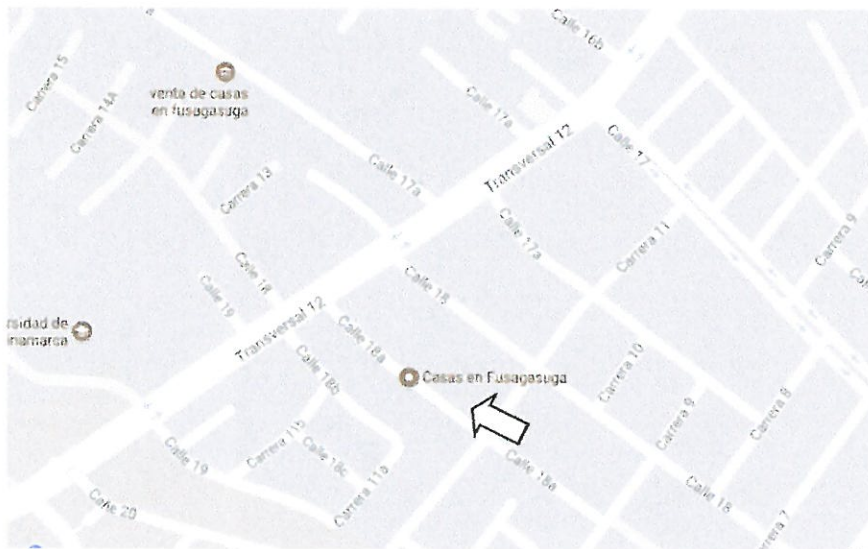 Calle 16b
Carrera 15
venta de casas
en fusagasuga
Carrera 14A
Calle 17a
Transversal 12
Calle 17
Calle 17a
Carrera 13
Calle 17a
Carrera 11
Carrera 9
Calle 18
Calle 18
Calle 19
rsidad de
inamarca
Transversal 12
Calle 18a
Calle 18b
Casas en Fusagasuga
Carrera 10
Carrera 9
Carrera 8
Carrera 11b
Calle 18c
Calle 19
Carrera 11a
Calle 18a
Calle 18
Calle 20
Carrera 7